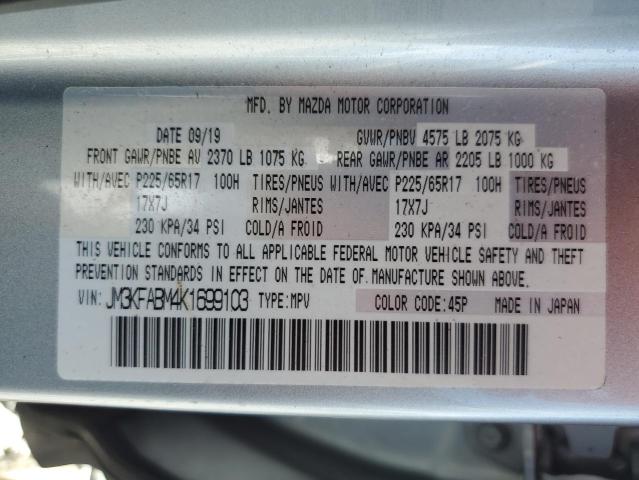 MFD. BY MAZDA MOTOR CORPORATION
DATE 09/19 GVWR/PNBV 4575 LB 2075 KG
FRONT GAWR/PNBE AV 2370 LB 1075 KG REAR GAWR/PNBE AR 2205 LB 1000 KG
WITH/AVEC P225/65R17 100H TIRES/PNEUS WITH/AVEC P225/65R17 100H TIRES/PNEUS
17X7J RIMS/JANTES 17X7J RIMS/JANTES
230 KPA/34 PSI COLD/A FROID 230 KPA/34 PSI COLD/A FROID
THIS VEHICLE CONFORMS TO ALL APPLICABLE FEDERAL MOTOR VEHICLE SAFETY AND THEFT
PREVENTION STANDARDS IN EFFECT ON THE DATE OF MANUFACTURE SHOWN ABOVE.
VIN: JM3KFABM4K1699103 TYPE:MPV COLOR CODE:45P MADE IN JAPAN